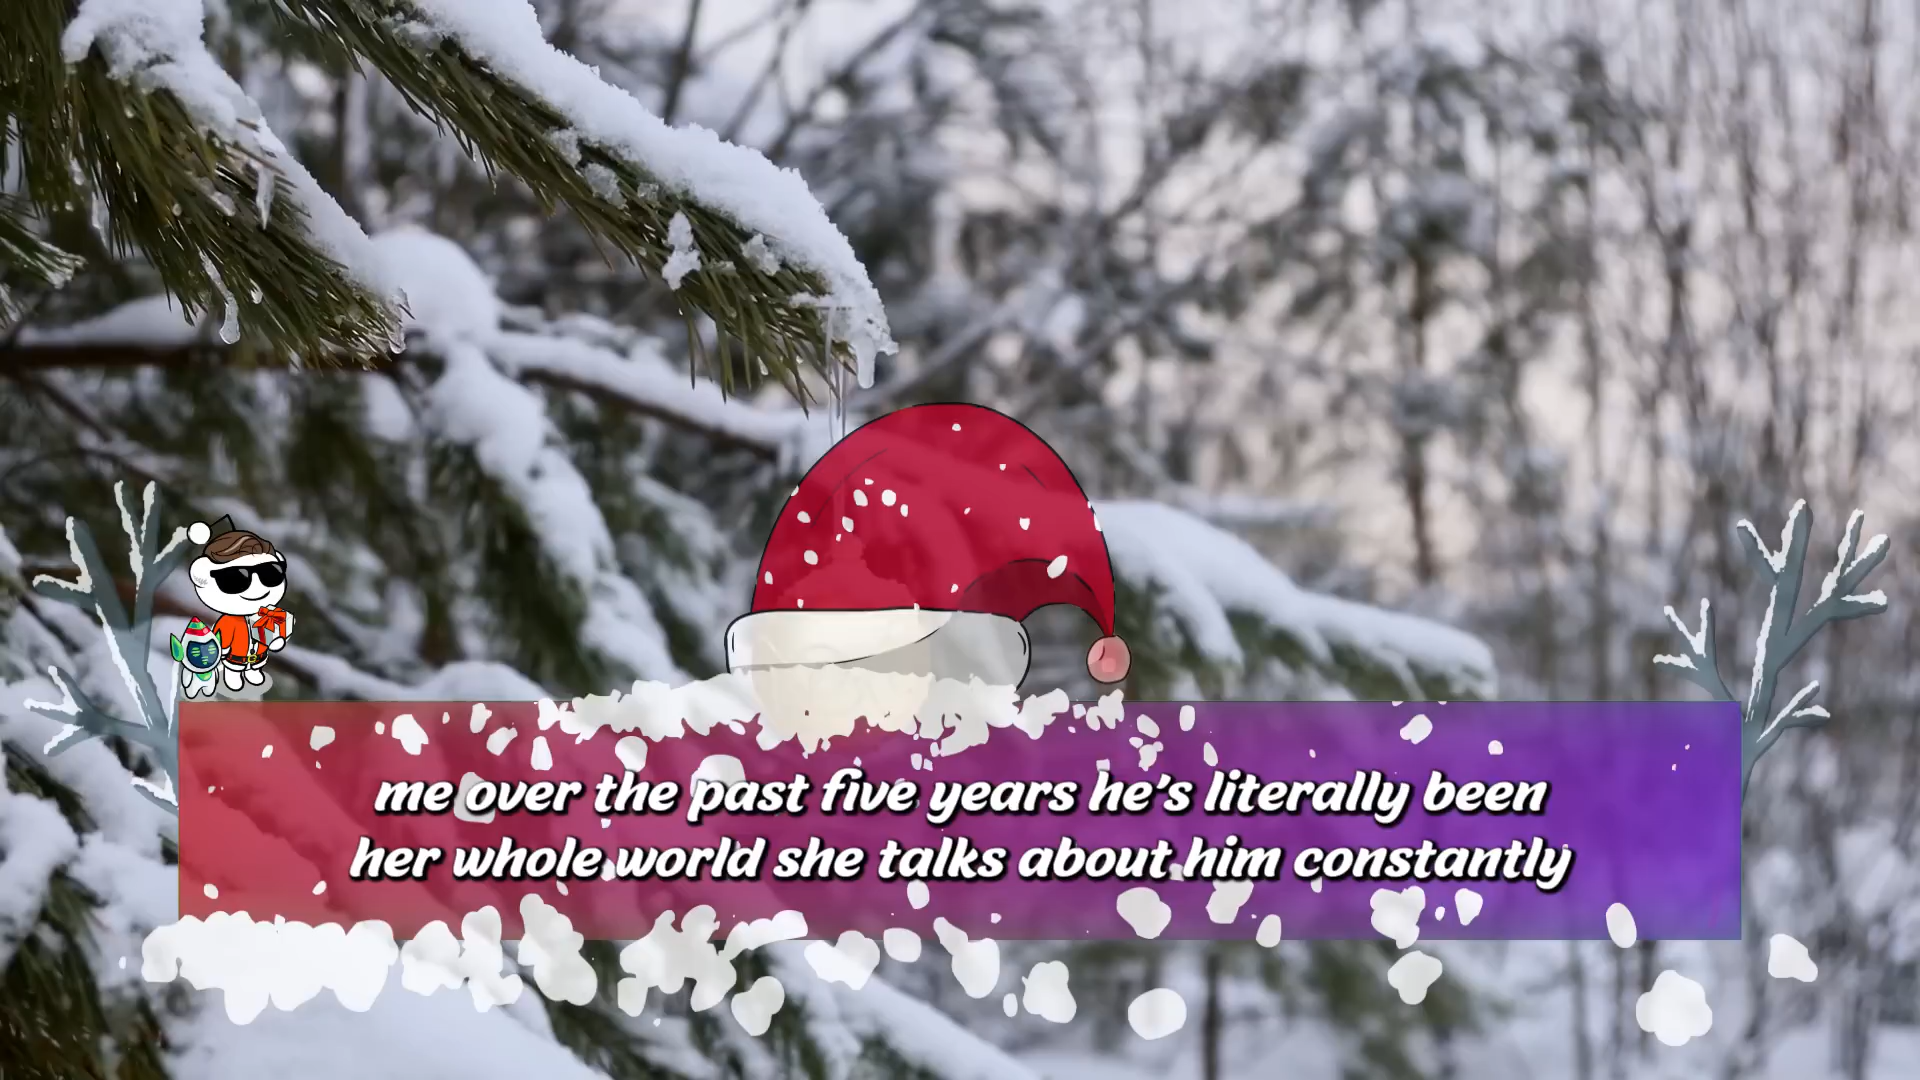 me over the past five years he's literally been
her whole world she talks about him constantly